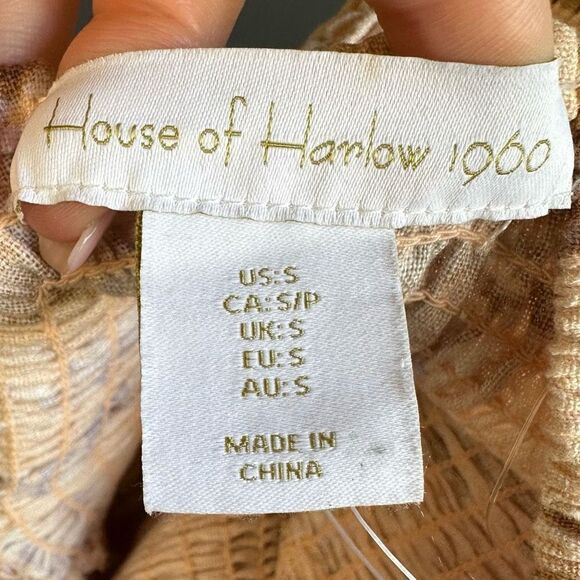 House of Harlow 1960
US:S
CA:S/P
UK:S
EU:S
AU:S
MADE IN
CHINA